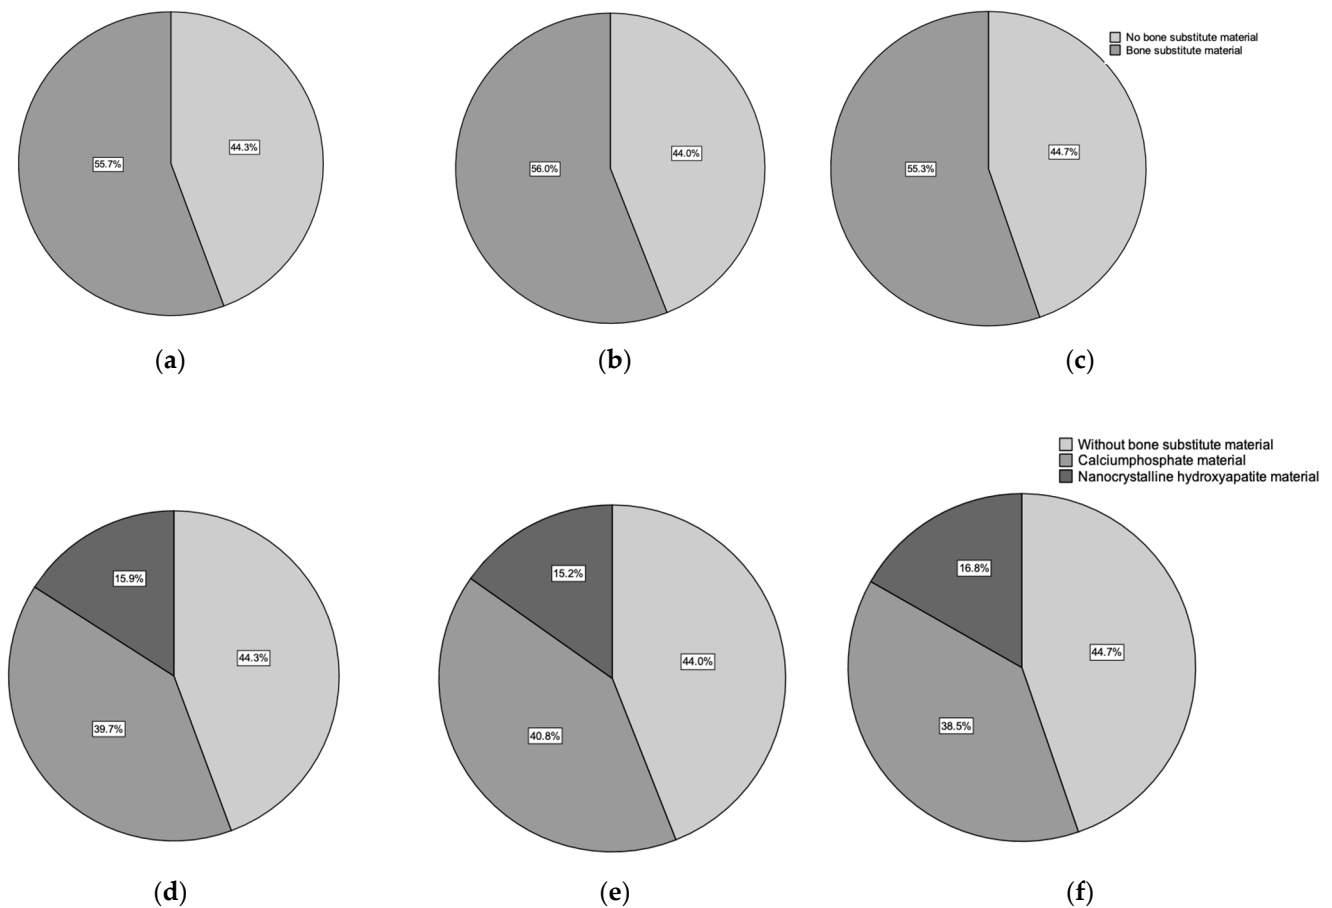 No bone substitute material
Bone substitute material
44.3%
55.7%
44.0%
56.0%
44.7%
55.3%
(a)
(b)
(c)
Without bone substitute material
Calciumphosphate material
Nanocrystalline hydroxyapatite material
15.9%
44.3%
39.7%
15.2%
44.0%
40.8%
16.8%
44.7%
38.5%
(d)
(e)
(f)